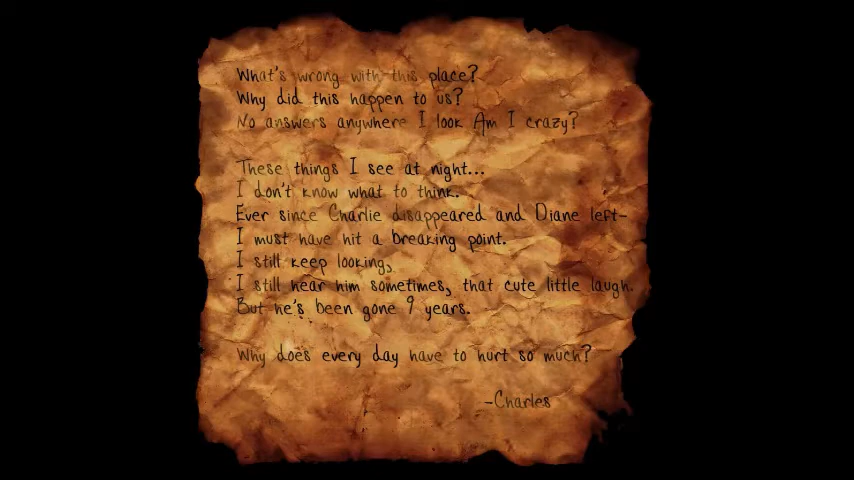 What's wrong with this place?
Why did this happen to us?
No answers anywhere I look Am I crazy?
These things I see at night...
I don't know what to think.
Ever since Charlie disappeared and Diane left-
I must have hit a breaking point.
I still keep looking,
I still hear him sometimes, that cute little laugh.
But he's been gone 9 years.
Why does every day have to hurt so much?
-Charles